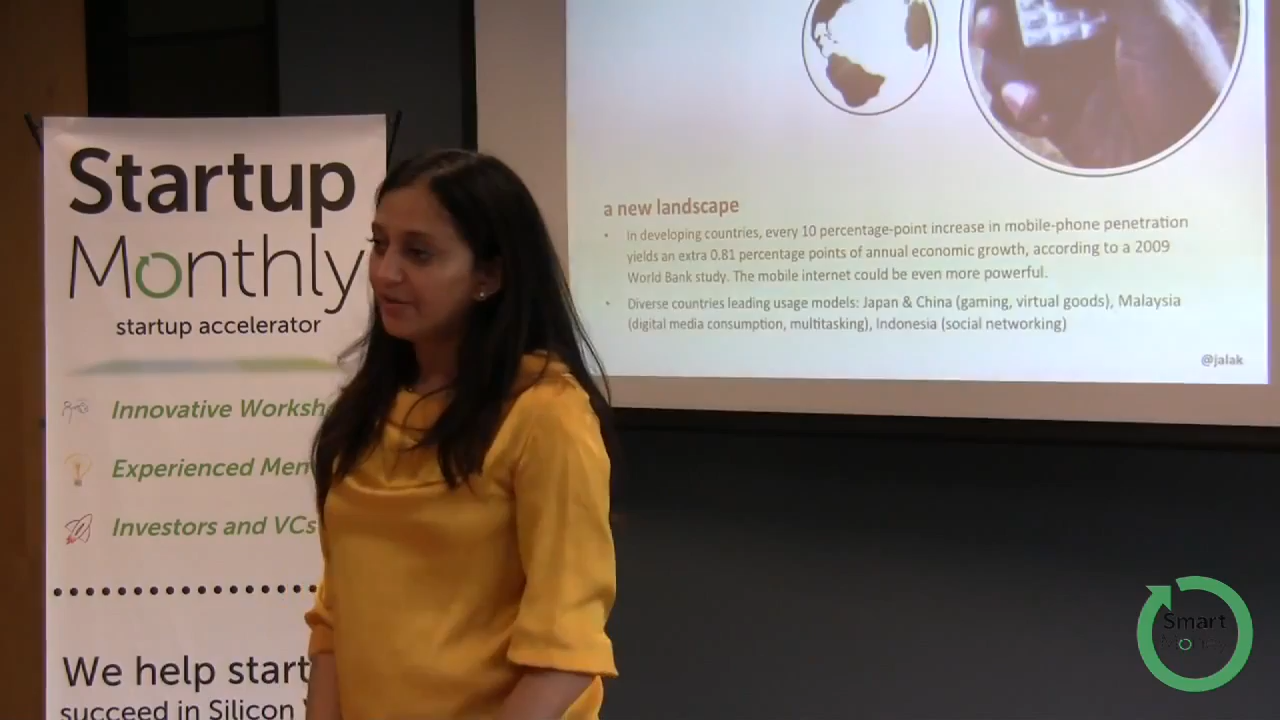 Startup
Monthly
startup accelerator
Innovative Worksh
Experienced Men
Investors and VCs
We help start
succeed in Silicon
a new landscape
• In developing countries, every 10 percentage-point increase in mobile-phone penetration
yields an extra 0.81 percentage points of annual economic growth, according to a 2009
World Bank study. The mobile internet could be even more powerful.
• Diverse countries leading usage models: Japan & China (gaming, virtual goods), Malaysia
(digital media consumption, multitasking), Indonesia (social networking)
@jalak
Smart